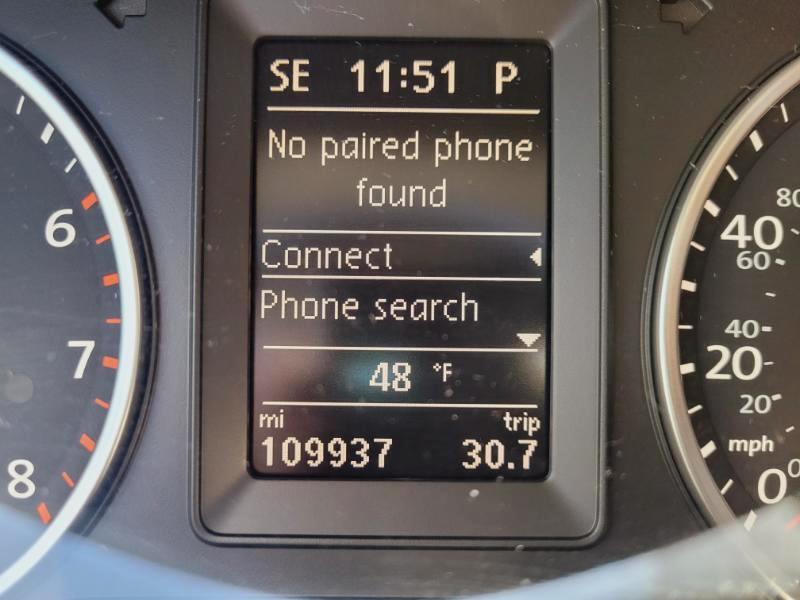 SE 11:51 P
No paired phone
found
Connect
Phone search
48 °F
mi trip
109937 30.7
6
7
8
80
40
60
40
20
20
mph
0
0